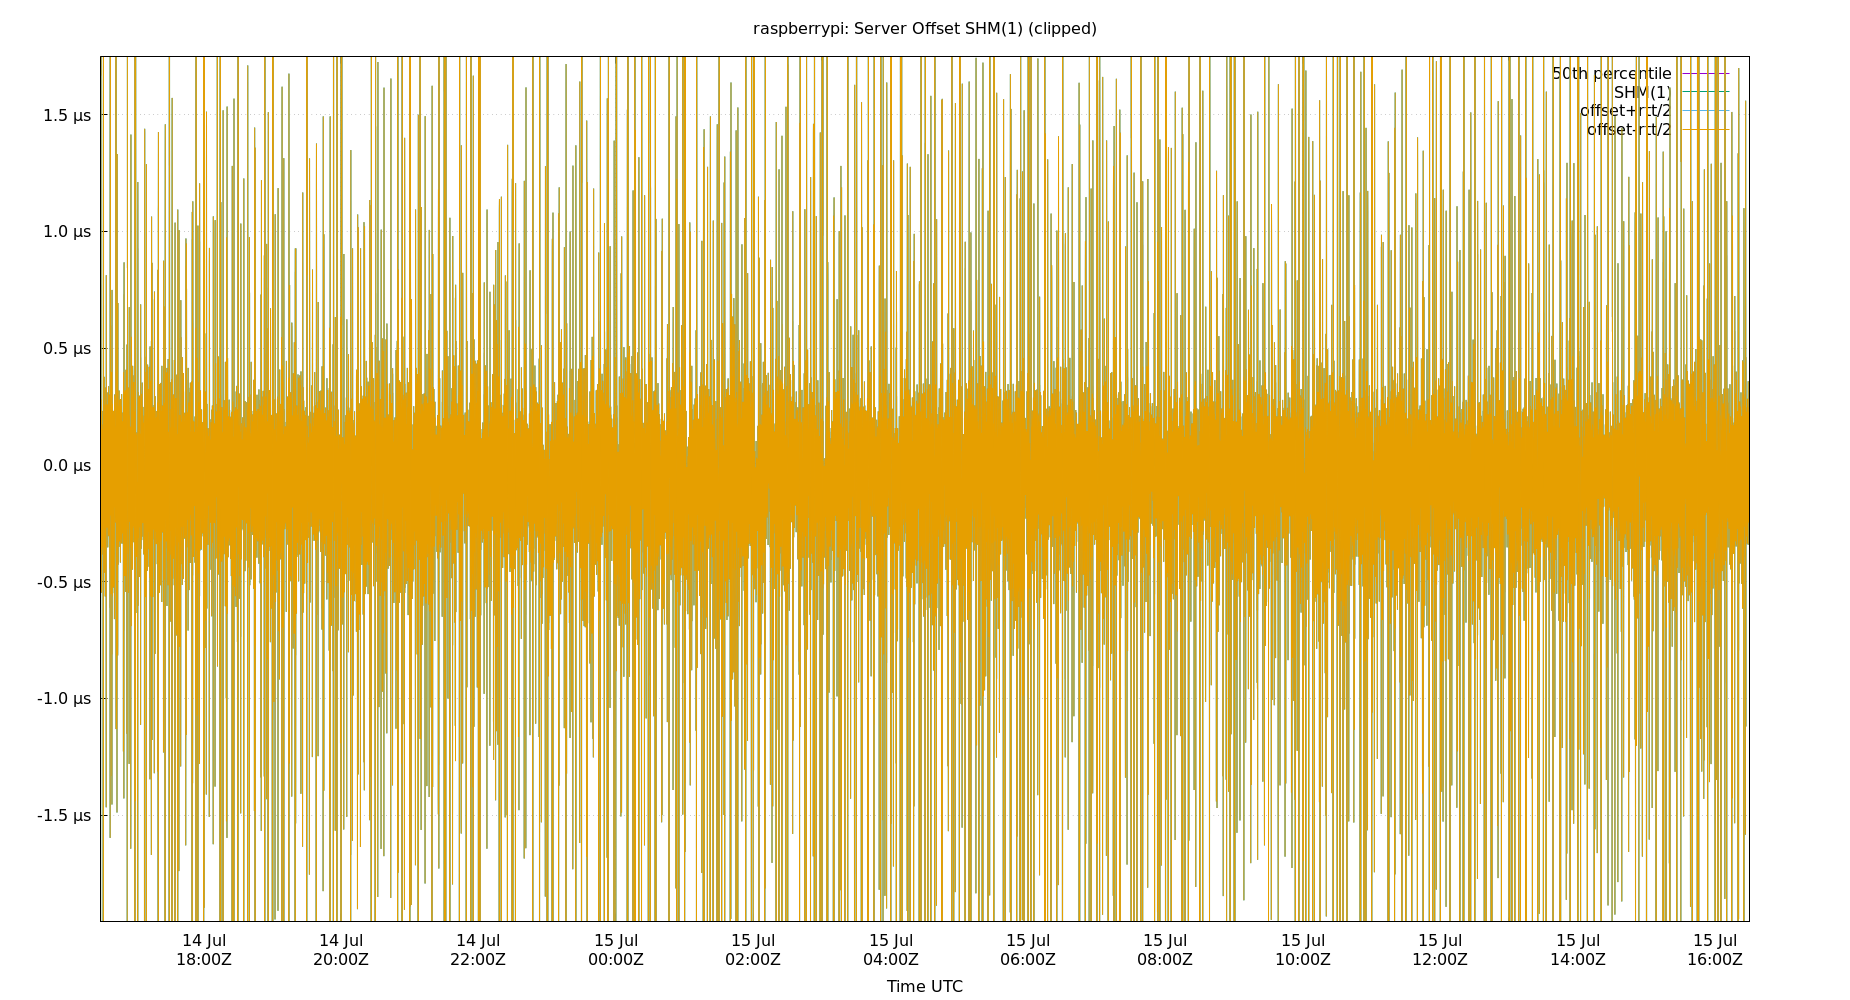 raspberrypi: Server Offset SHM(1) (clipped)
50th percentile
SHM(1)
offset+rtt/2
offset-rtt/2
1.5 µs
1.0 µs
0.5 µs
0.0 µs
-0.5 µs
-1.0 µs
-1.5 µs
14 Jul 14 Jul 14 Jul 15 Jul 15 Jul 15 Jul 15 Jul 15 Jul 15 Jul 15 Jul 15 Jul 15 Jul
18:00Z 20:00Z 22:00Z 00:00Z 02:00Z 04:00Z 06:00Z 08:00Z 10:00Z 12:00Z 14:00Z 16:00Z
Time UTC